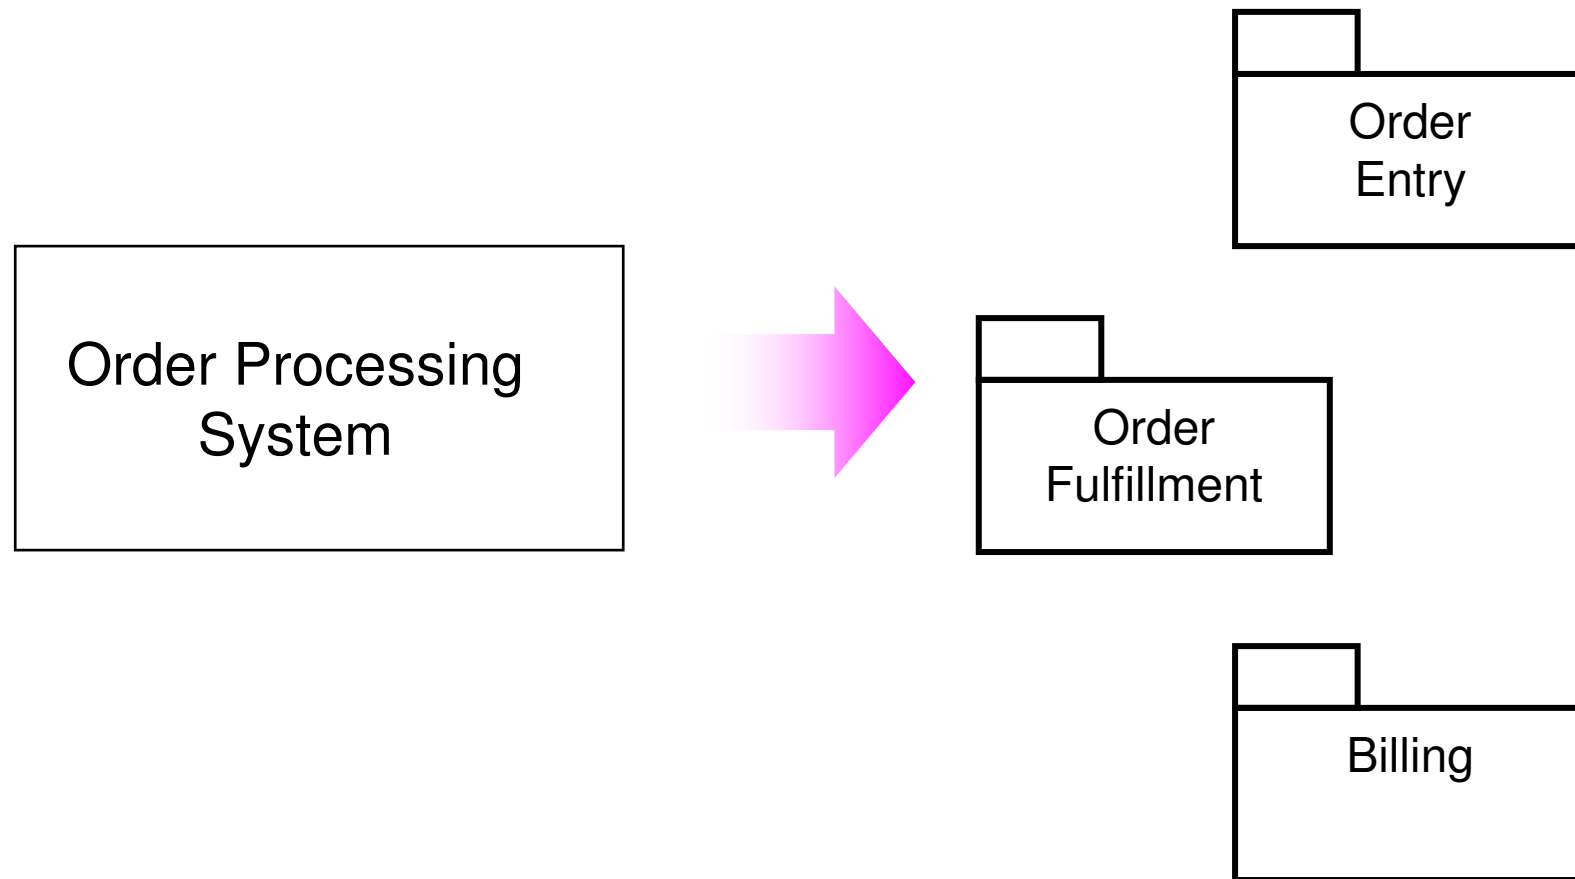 Order Processing
System
Order
Entry
Order
Fulfillment
Billing